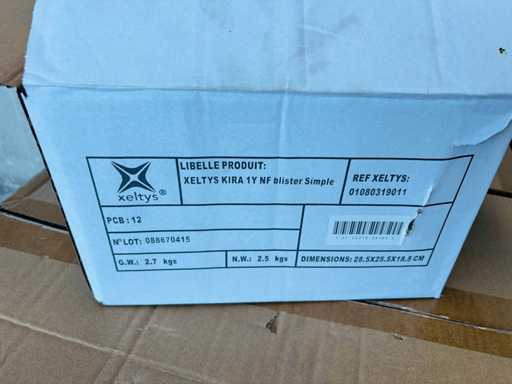 xeltys®
LIBELLE PRODUIT:
XELTYS KIRA 1Y NF blister Simple
REF XELTYS:
01080319011
PCB : 12
N° LOT: 088670415
G.W.: 2.7 kgs
N.W.: 2.5 kgs
DIMENSIONS: 28.5X25.5X18.5 CM